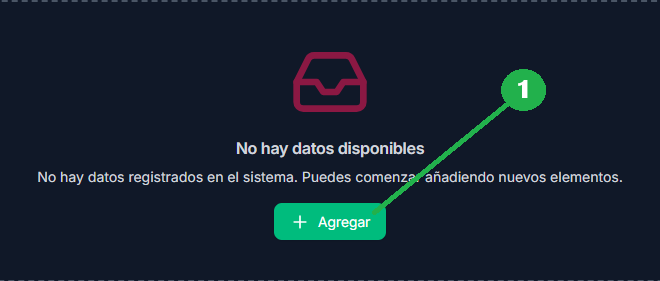 1
No hay datos disponibles
No hay datos registrados en el sistema. Puedes comenzar añadiendo nuevos elementos.
Agregar